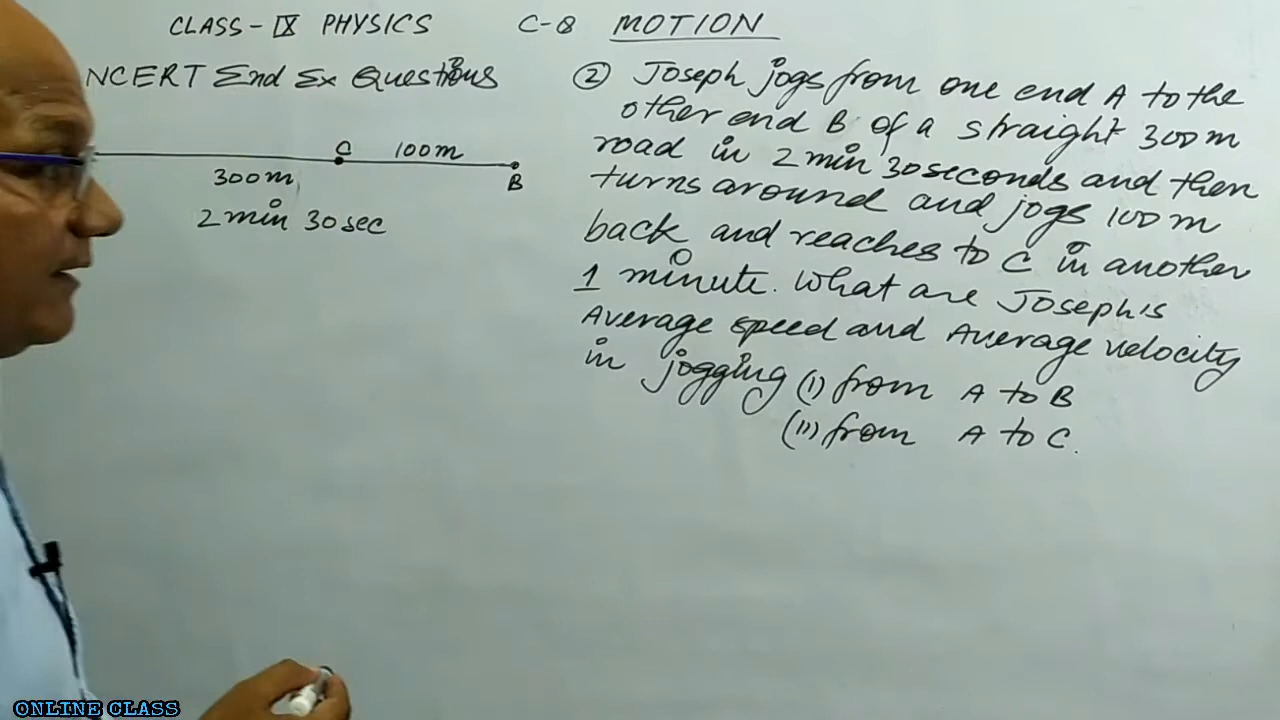 CLASS - IX PHYSICS C-8 MOTION
NCERT End Ex Questions
C 100m
300m B
2 min 30 sec
② Joseph jogs from one end A to the
other end B of a straight 300m
road in 2 min 30 seconds and then
turns around and jogs 100 m
back and reaches to C in another
1 minute. What are Joseph's
Average speed and Average velocity
in jogging (i) from A to B
(ii) from A to C.
ONLINE CLASS